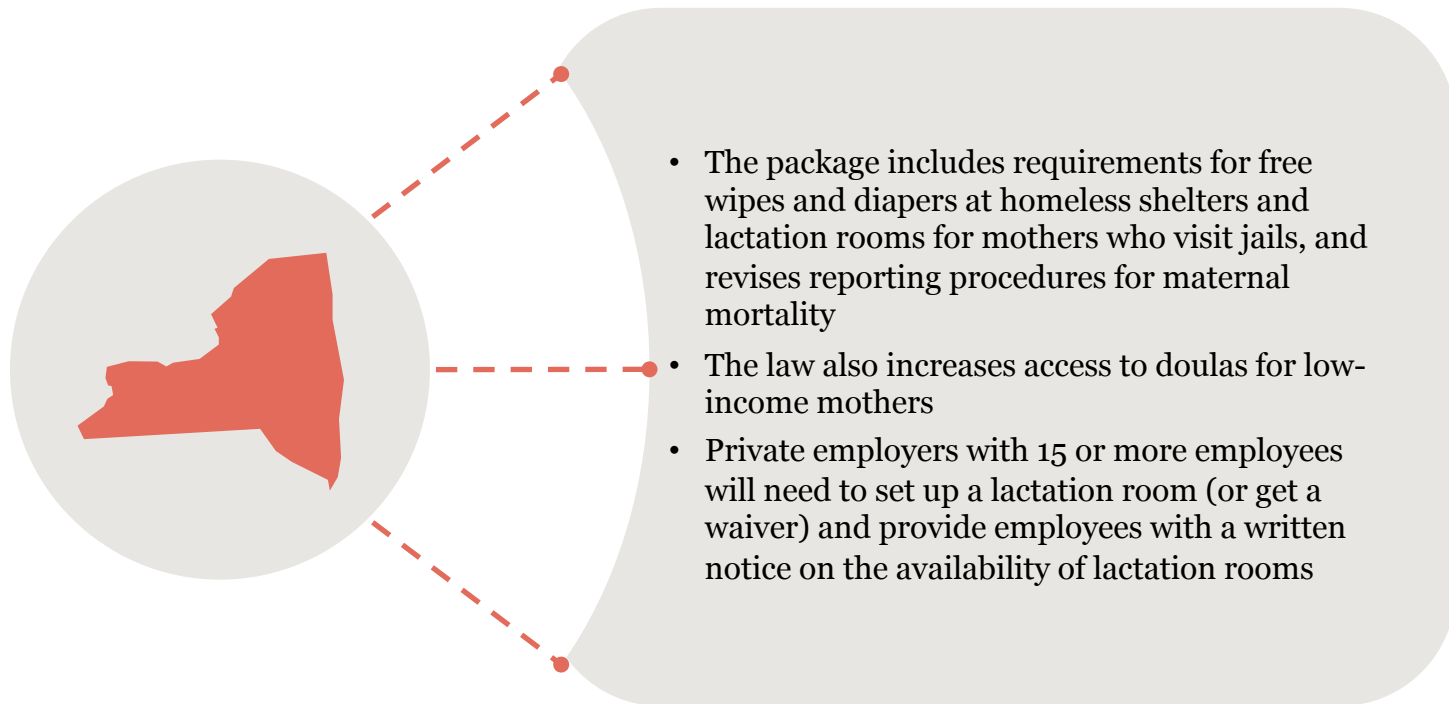 • The package includes requirements for free
wipes and diapers at homeless shelters and
lactation rooms for mothers who visit jails, and
revises reporting procedures for maternal
mortality
• The law also increases access to doulas for low-
income mothers
• Private employers with 15 or more employees
will need to set up a lactation room (or get a
waiver) and provide employees with a written
notice on the availability of lactation rooms